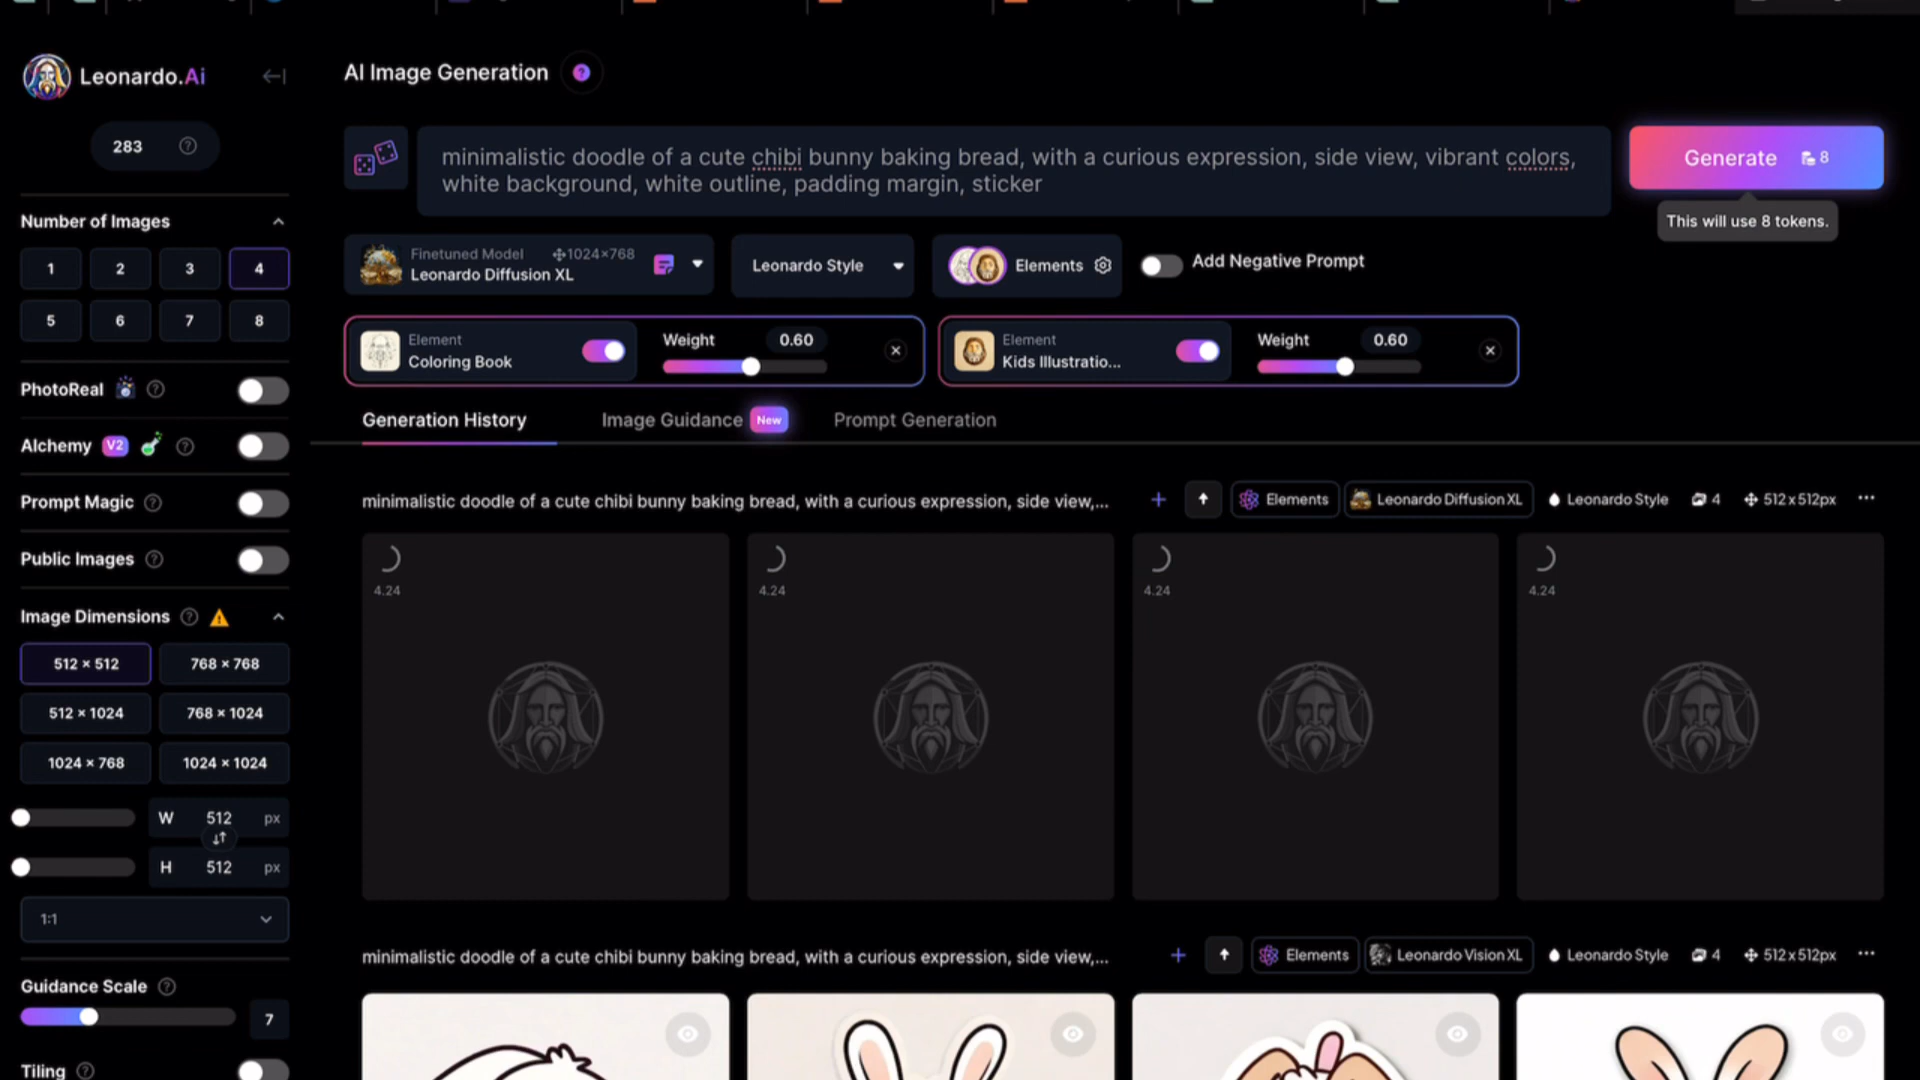 Leonardo.Ai
283
Number of Images
1 2 3 4
5 6 7 8
PhotoReal
Alchemy V2
Prompt Magic
Public Images
Image Dimensions
512 × 512 768 × 768
512 × 1024 768 × 1024
1024 × 768 1024 × 1024
W 512 px
H 512 px
1:1
Guidance Scale
7
Tiling
AI Image Generation ?
minimalistic doodle of a cute chibi bunny baking bread, with a curious expression, side view, vibrant colors,
white background, white outline, padding margin, sticker
Generate 8
This will use 8 tokens.
Finetuned Model 1024×768
Leonardo Diffusion XL
Leonardo Style
Elements
Add Negative Prompt
Element
Coloring Book
Weight 0.60
Element
Kids Illustratio...
Weight 0.60
Generation History Image Guidance New Prompt Generation
minimalistic doodle of a cute chibi bunny baking bread, with a curious expression, side view,...
Elements Leonardo Diffusion XL Leonardo Style 4 512 x 512px
4.24 4.24 4.24 4.24
minimalistic doodle of a cute chibi bunny baking bread, with a curious expression, side view,...
Elements Leonardo Vision XL Leonardo Style 4 512 x 512px